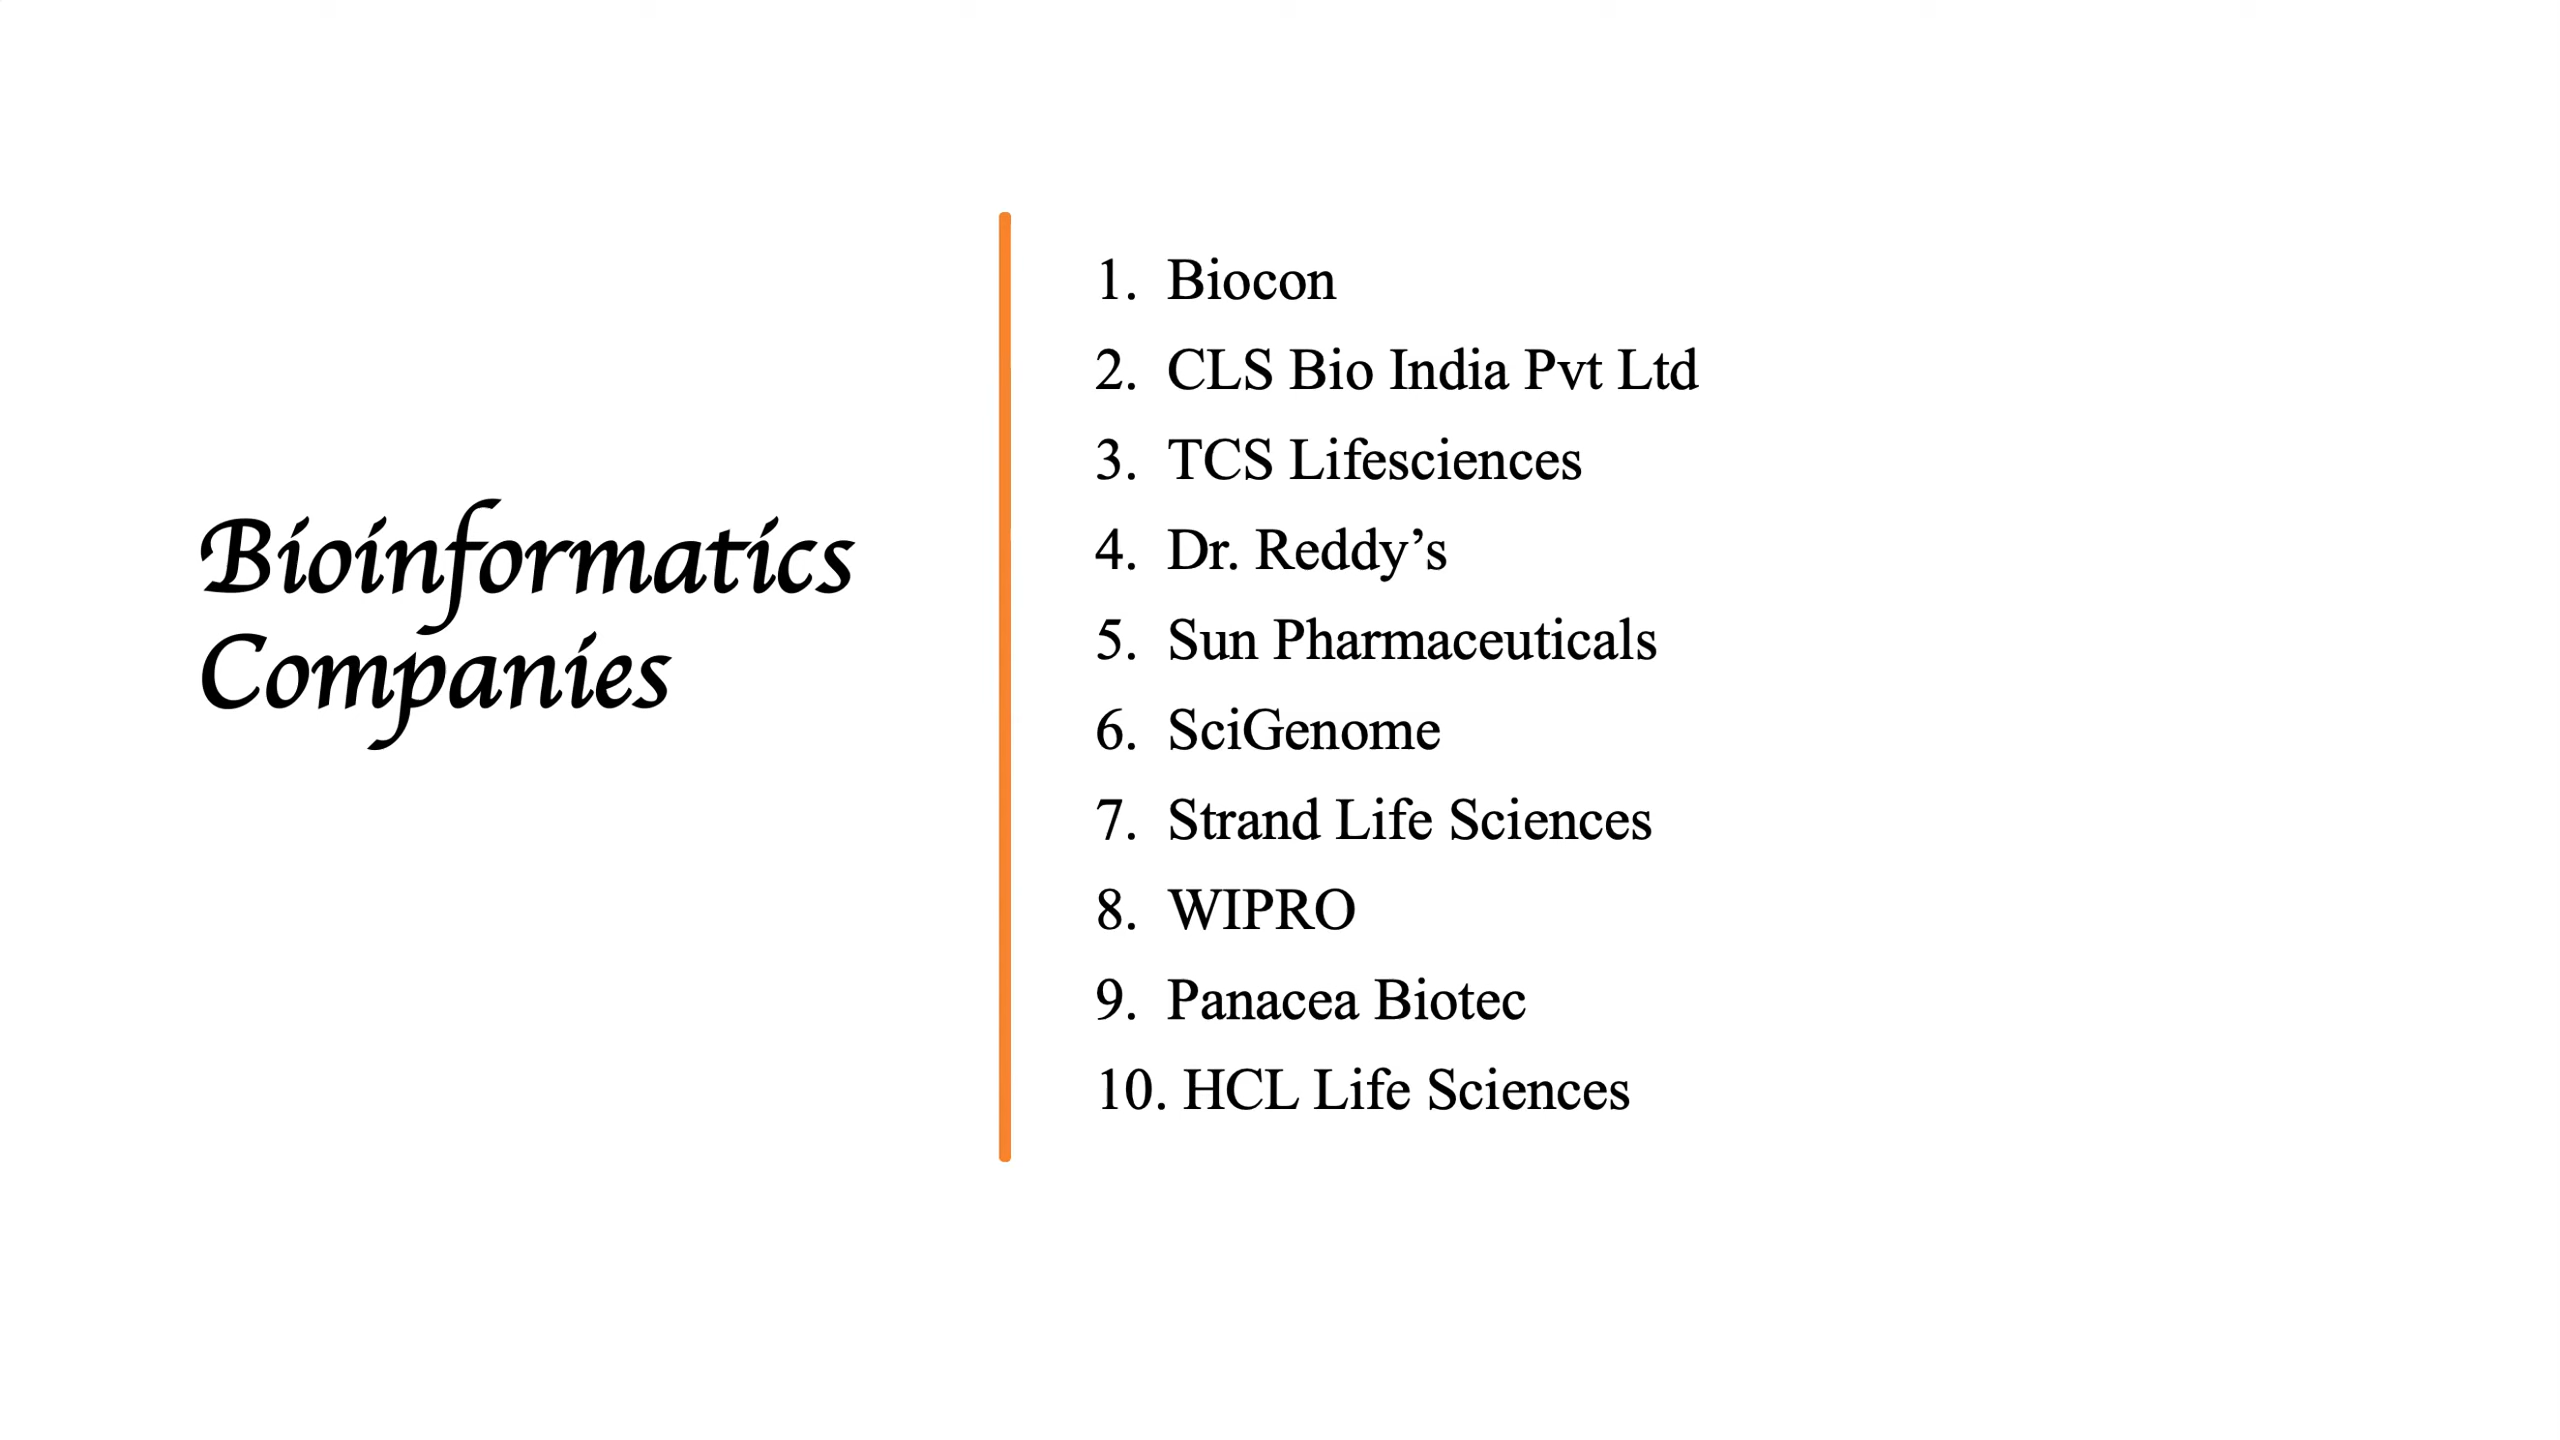 Bioinformatics
Companies
1. Biocon
2. CLS Bio India Pvt Ltd
3. TCS Lifesciences
4. Dr. Reddy’s
5. Sun Pharmaceuticals
6. SciGenome
7. Strand Life Sciences
8. WIPRO
9. Panacea Biotec
10. HCL Life Sciences